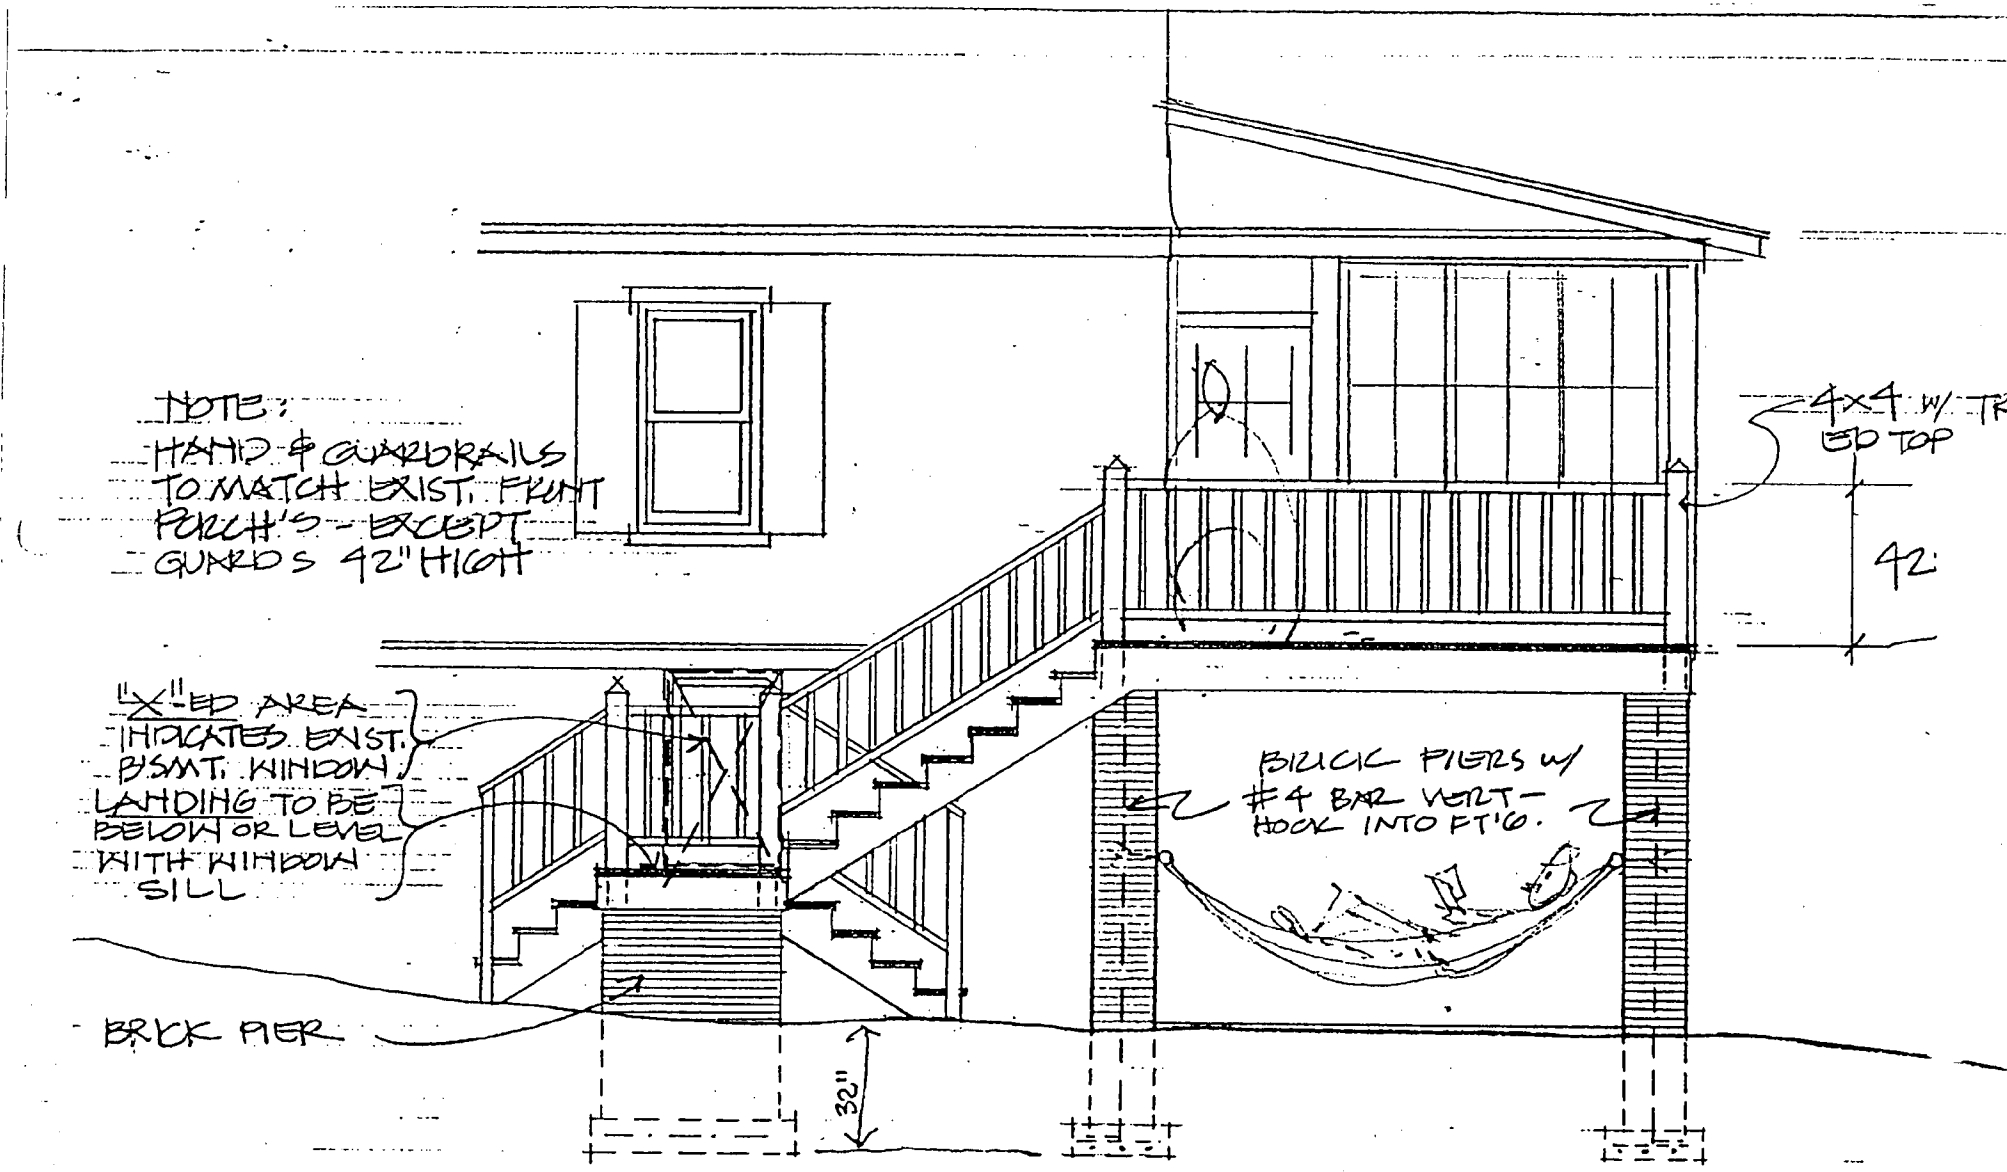 NOTE:
HAND & GUARDRAILS
TO MATCH EXIST. FRONT
PORCH'S - EXCEPT
GUARDS 42" HIGH
"X"-ED AREA
INDICATES EXIST.
BSMT. WINDOW
LANDING TO BE
BELOW OR LEVEL
WITH WINDOW
SILL
BRICK PIER
32"
BRICK PIERS W/
#4 BAR VERT-
HOOK INTO FT'G.
4x4 W/ TR
ED TOP
42"